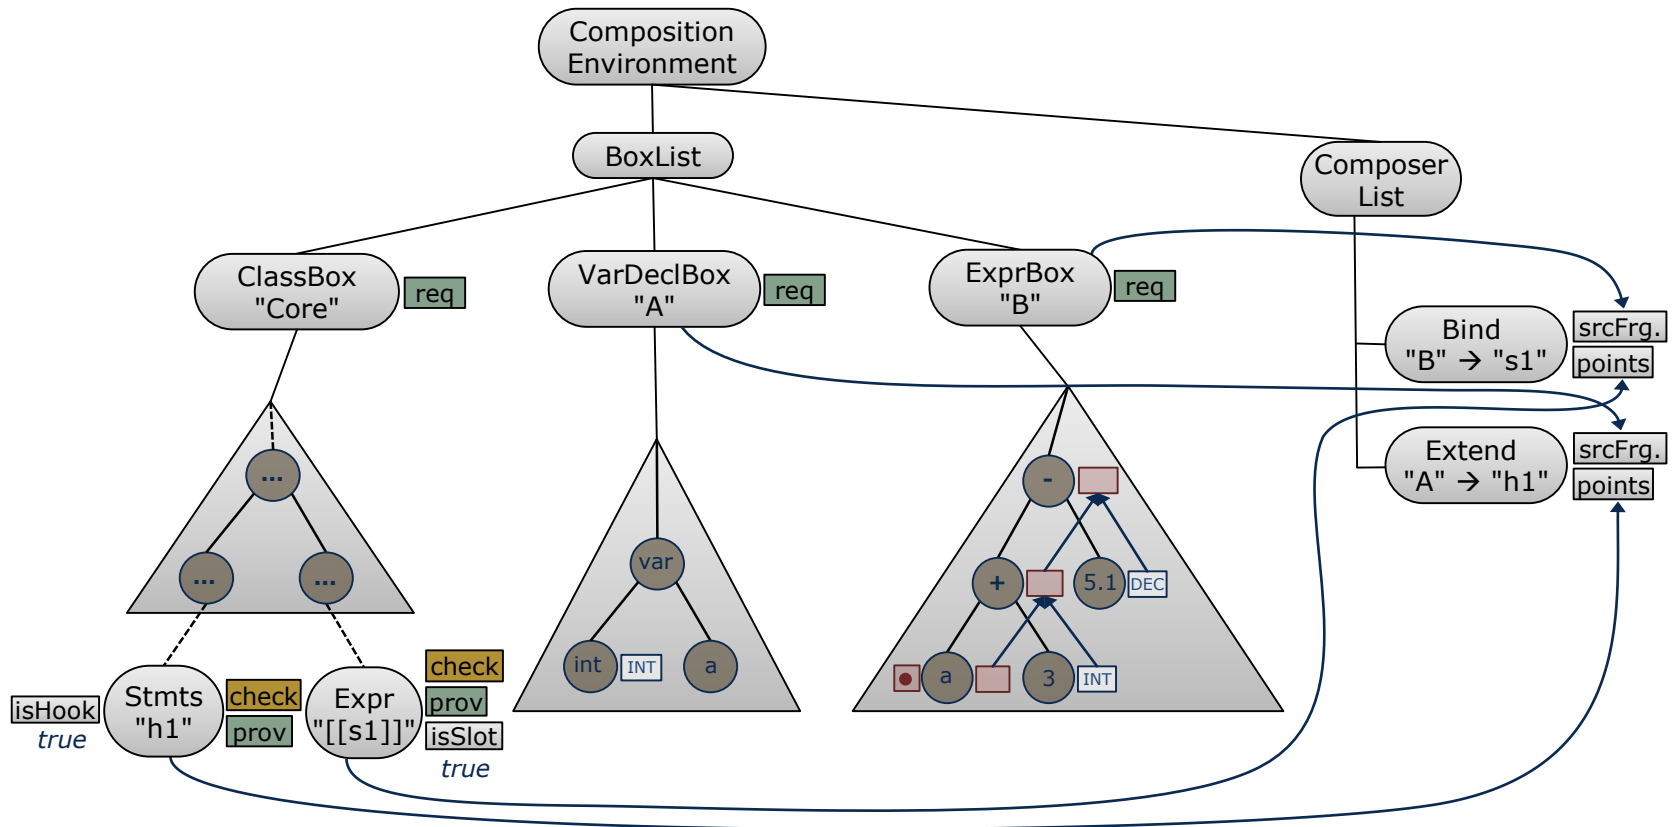 Composition
Environment
BoxList
Composer
List
ClassBox
"Core"
req
VarDeclBox
"A"
req
ExprBox
"B"
req
Bind
"B" → "s1"
srcFrg.
points
Extend
"A" → "h1"
srcFrg.
points
...
...
...
var
int
INT
a
-
+
5.1
DEC
a
3
INT
isHook
true
Stmts
"h1"
check
prov
Expr
"[[s1]]"
check
prov
isSlot
true